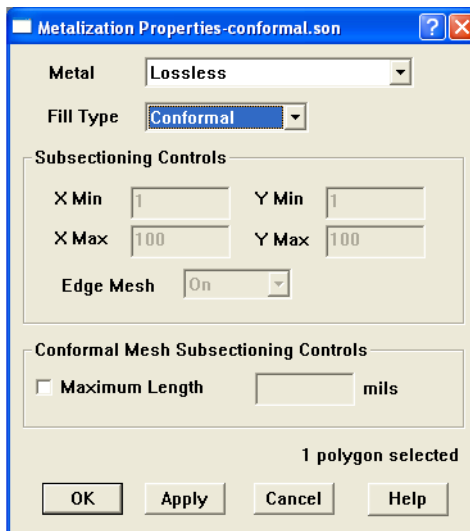 Metalization Properties-conformal.son
Metal Lossless
Fill Type Conformal
Subsectioning Controls
X Min 1 Y Min 1
X Max 100 Y Max 100
Edge Mesh On
Conformal Mesh Subsectioning Controls
Maximum Length mils
1 polygon selected
OK Apply Cancel Help